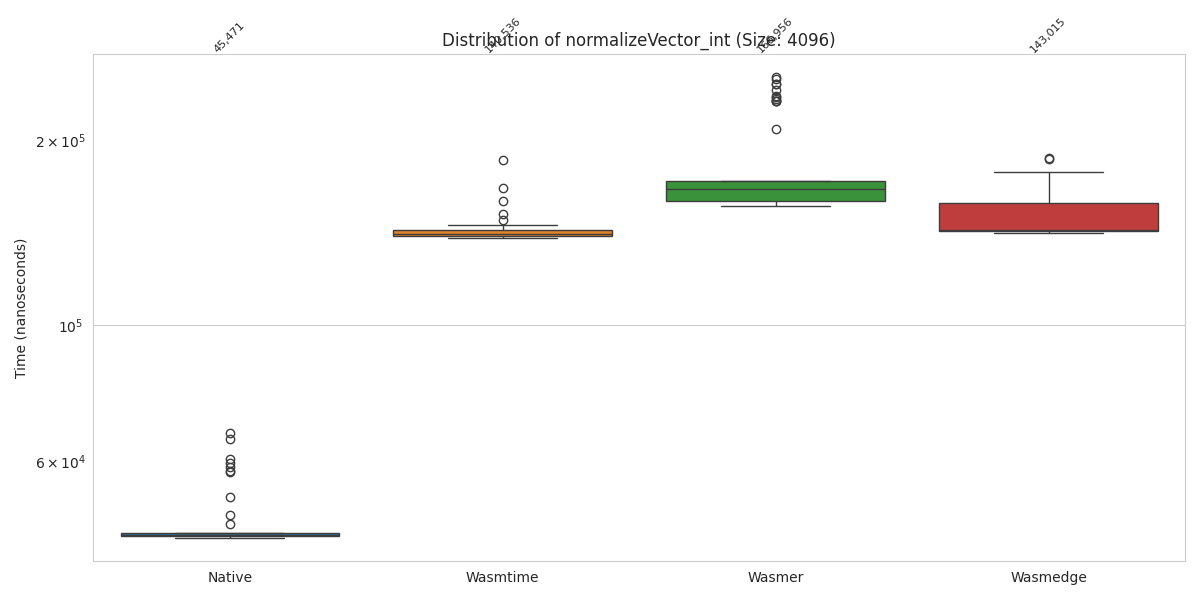 45,471
143,015
Distribution of normalizeVector_int (Size: 4096)
Time (nanoseconds)
2 × 10^5
10^5
6 × 10^4
Native Wasmtime Wasmer Wasmedge